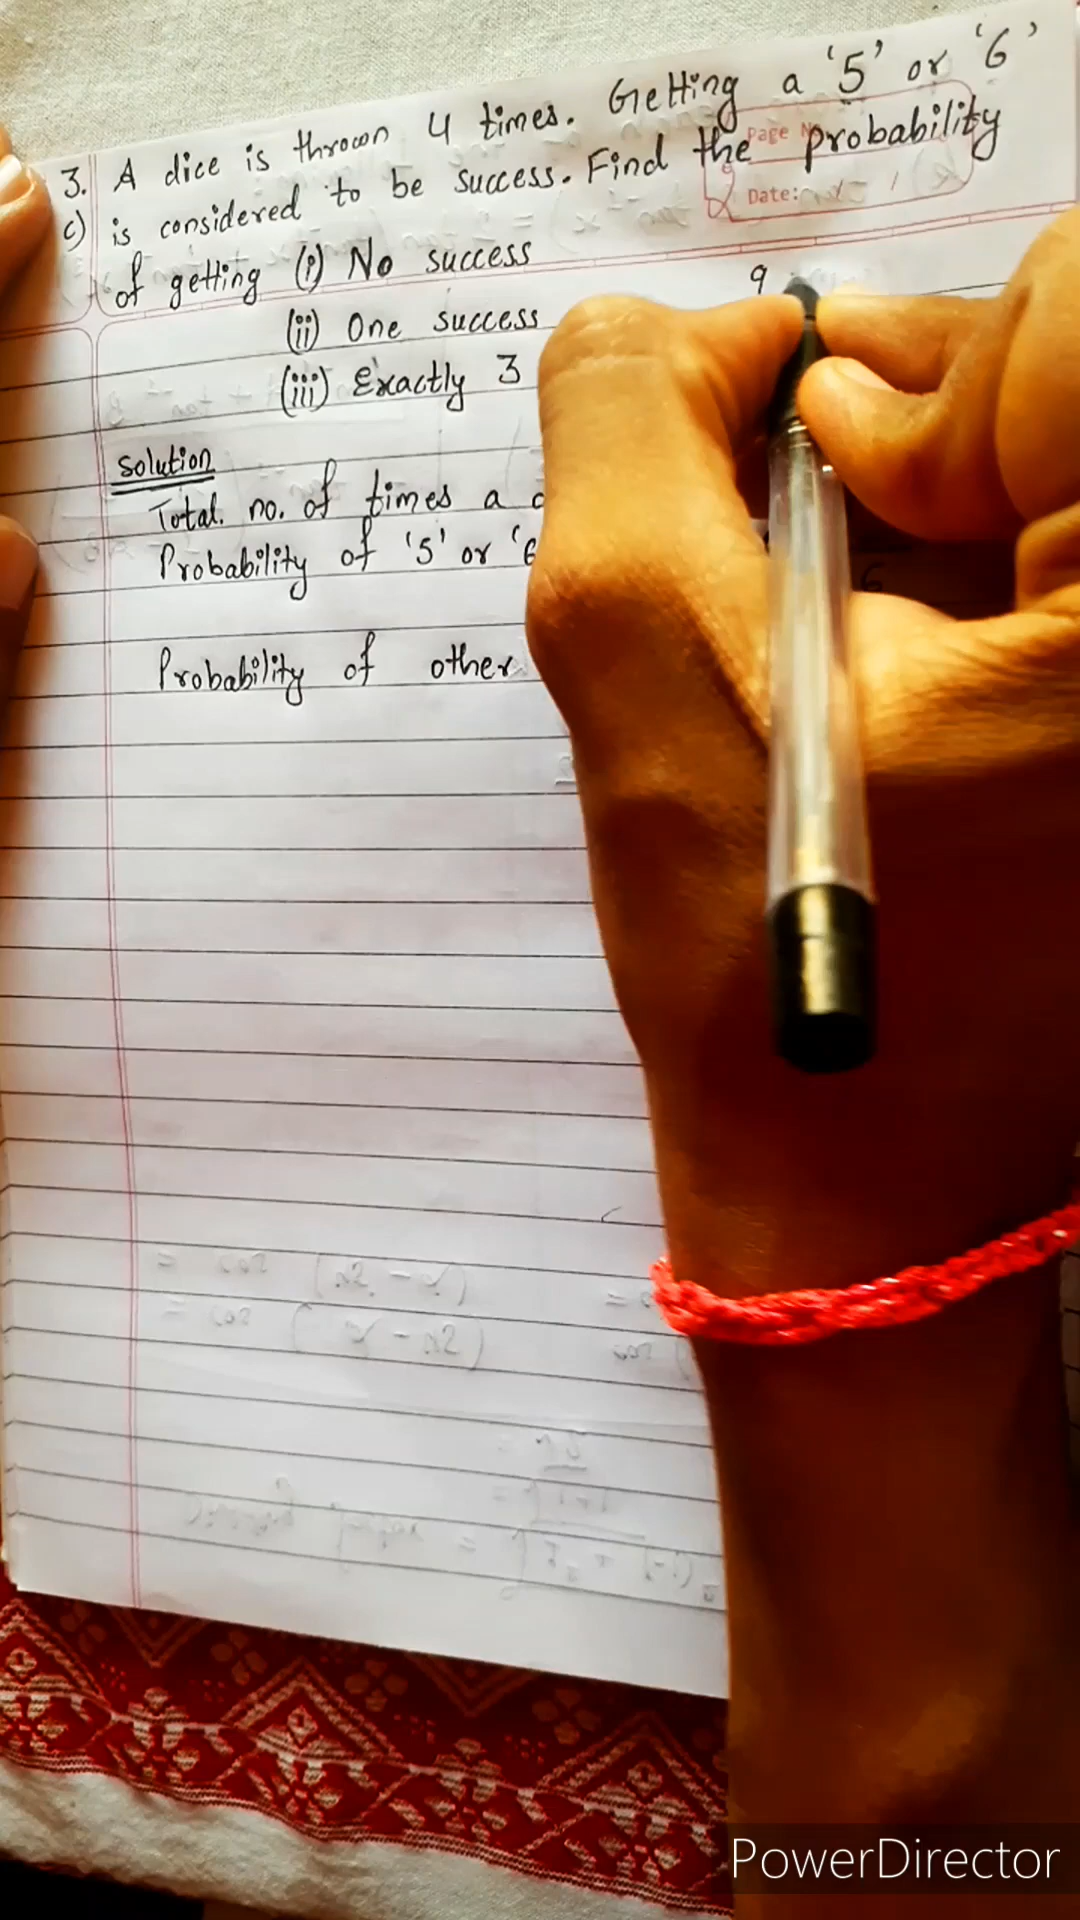 3. A dice is thrown 4 times. Getting a '5' or '6'
c) is considered to be success. Find the probability
of getting (i) No success
(ii) One success
(iii) Exactly 3
Page
Date:
9
Solution
Total. no. of times a
Probability of '5' or '6
6
Probability of other
PowerDirector